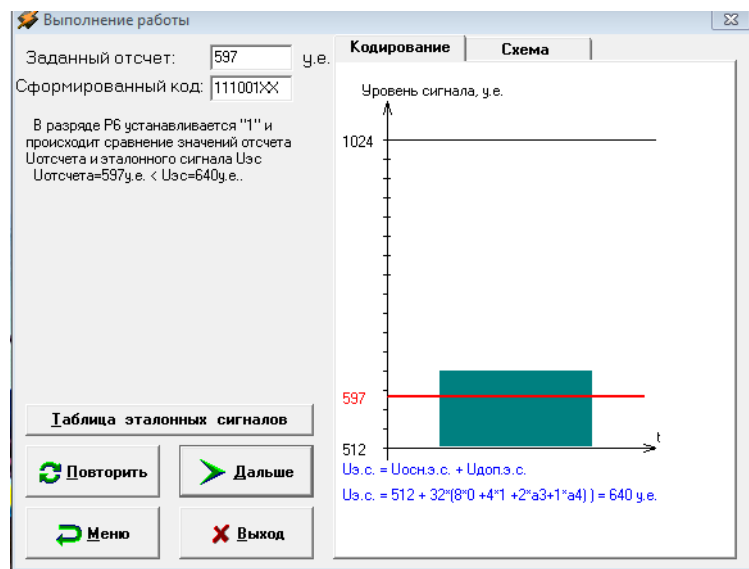 Выполнение работы
Заданный отсчет: 597 у.е.
Сформированный код: 111001XX
В разряде Р6 устанавливается "1" и
происходит сравнение значений отсчета
Uотсчета и эталонного сигнала Uэс
Uотсчета=597у.е. < Uэс=640у.е..
Таблица эталонных сигналов
Повторить
Дальше
Меню
Выход
Кодирование
Схема
Уровень сигнала, у.е.
1024
597
512
t
Uэ.с. = Uосн.э.с. + Uдоп.э.с.
Uэ.с. = 512 + 32*(8*0 +4*1 +2*a3+1*a4) ) = 640 у.е.